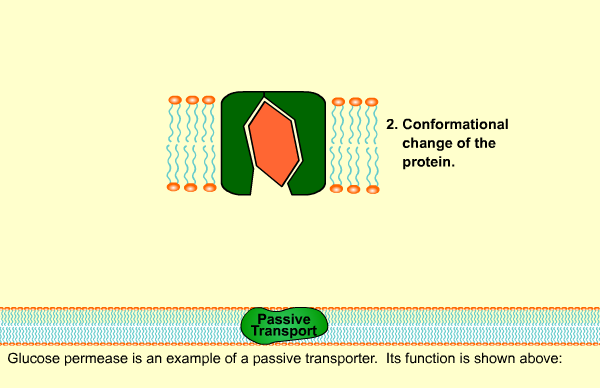 2. Conformational
change of the
protein.
Passive
Transport
Glucose permease is an example of a passive transporter.  Its function is shown above: